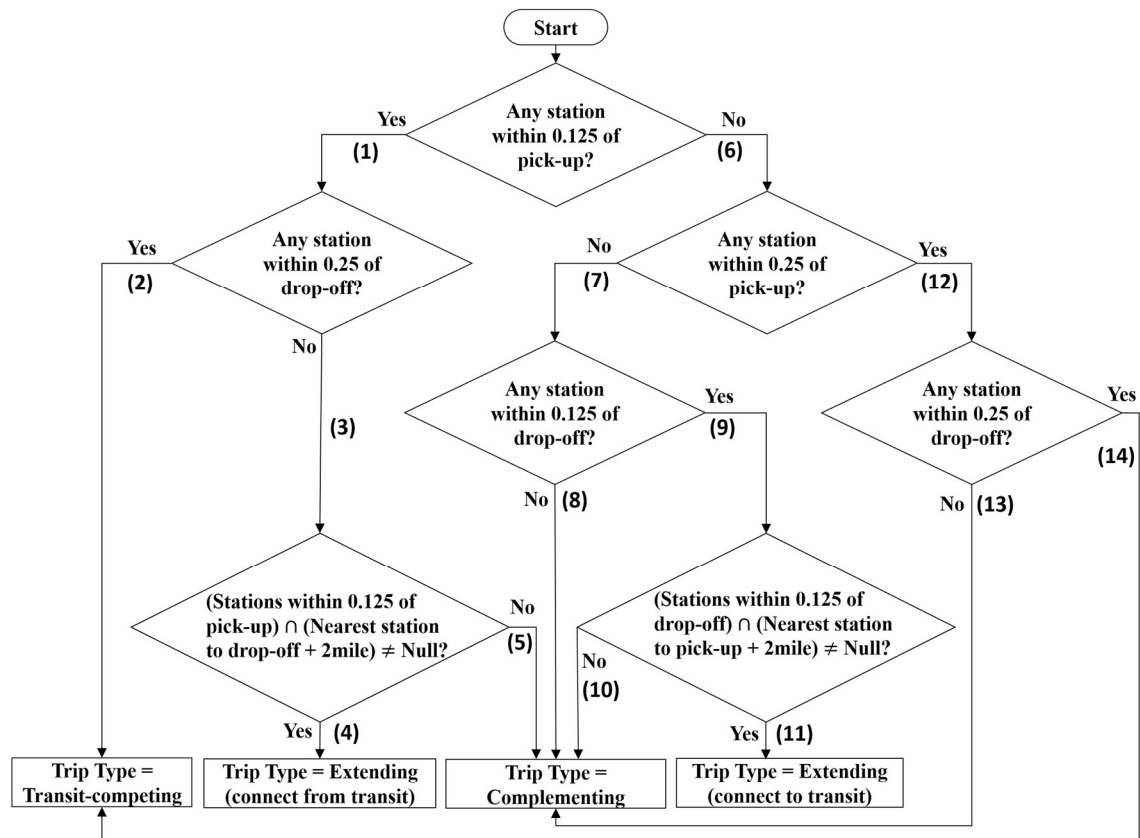 Start
Any station
within 0.125 of
pick-up?
Yes
(1)
No
(6)
Any station
within 0.25 of
drop-off?
Yes
(2)
No
(3)
Any station
within 0.25 of
pick-up?
No
(7)
Yes
(12)
Any station
within 0.125 of
drop-off?
Yes
(9)
No
(8)
Any station
within 0.25 of
drop-off?
Yes
(14)
No
(13)
(Stations within 0.125 of
pick-up) ∩ (Nearest station
to drop-off + 2mile) ≠ Null?
No
(5)
Yes
(4)
(Stations within 0.125 of
drop-off) ∩ (Nearest station
to pick-up + 2mile) ≠ Null?
No
(10)
Yes
(11)
Trip Type =
Transit-competing
Trip Type = Extending
(connect from transit)
Trip Type =
Complementing
Trip Type = Extending
(connect to transit)